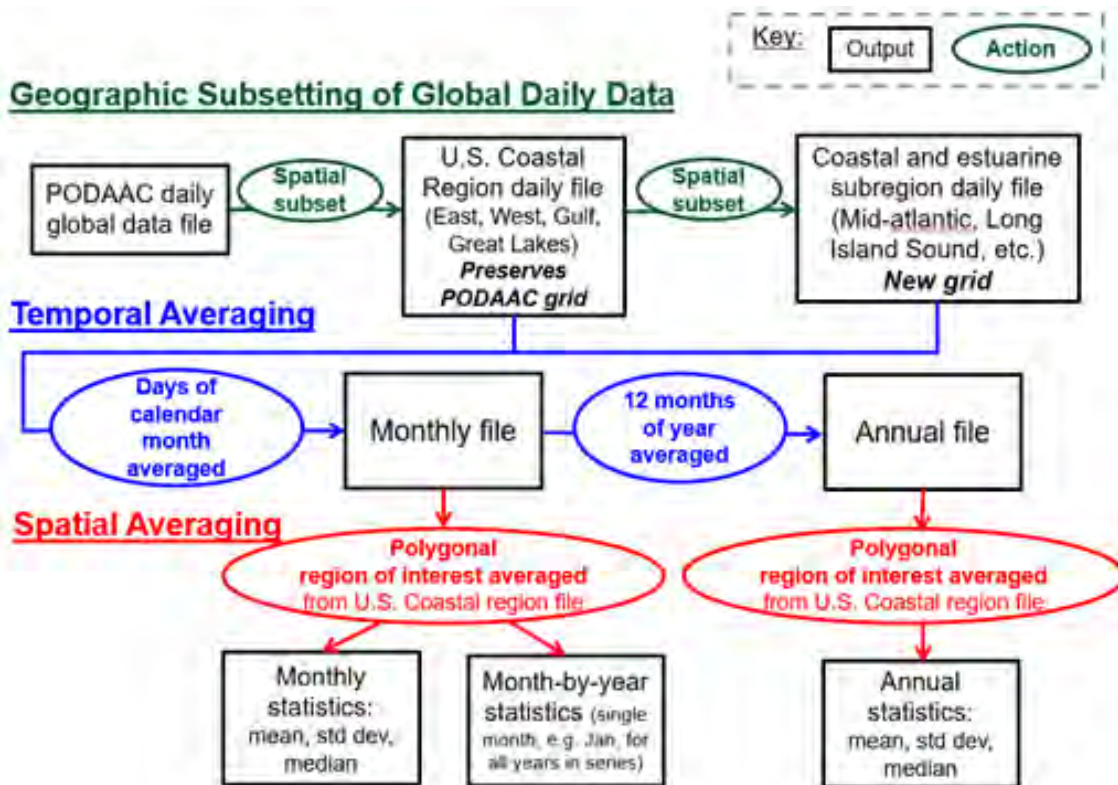 Key:
Output
Action
Geographic Subsetting of Global Daily Data
PODAAC daily
global data file
Spatial
subset
U.S. Coastal
Region daily file
(East, West, Gulf,
Great Lakes)
Preserves
PODAAC grid
Spatial
subset
Coastal and estuarine
subregion daily file
(Mid-atlantic, Long
Island Sound, etc.)
New grid
Temporal Averaging
Days of
calendar
month
averaged
Monthly file
12 months
of year
averaged
Annual file
Spatial Averaging
Polygonal
region of interest averaged
from U.S. Coastal region file
Polygonal
region of interest averaged
from U.S. Coastal region file
Monthly
statistics:
mean, std dev,
median
Month-by-year
statistics (single
month, e.g. Jan, for
all years in series)
Annual
statistics:
mean, std dev,
median